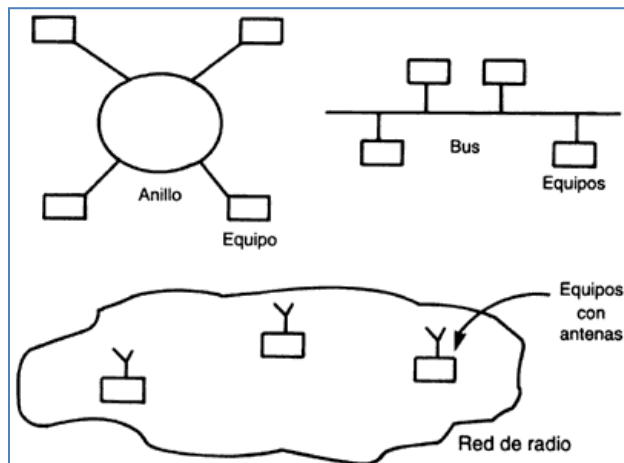 Anillo
Equipo
Bus
Equipos
Equipos
con
antenas
Red de radio